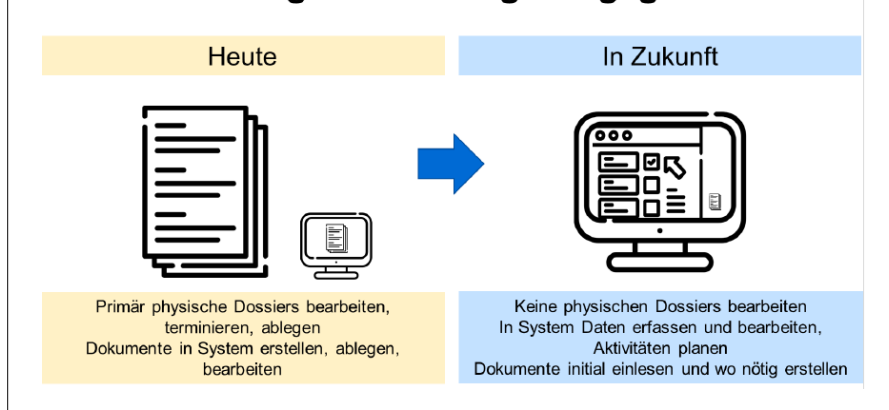 Heute
In Zukunft
Primär physische Dossiers bearbeiten,
terminieren, ablegen
Dokumente in System erstellen, ablegen,
bearbeiten
Keine physischen Dossiers bearbeiten
In System Daten erfassen und bearbeiten,
Aktivitäten planen
Dokumente initial einlesen und wo nötig erstellen